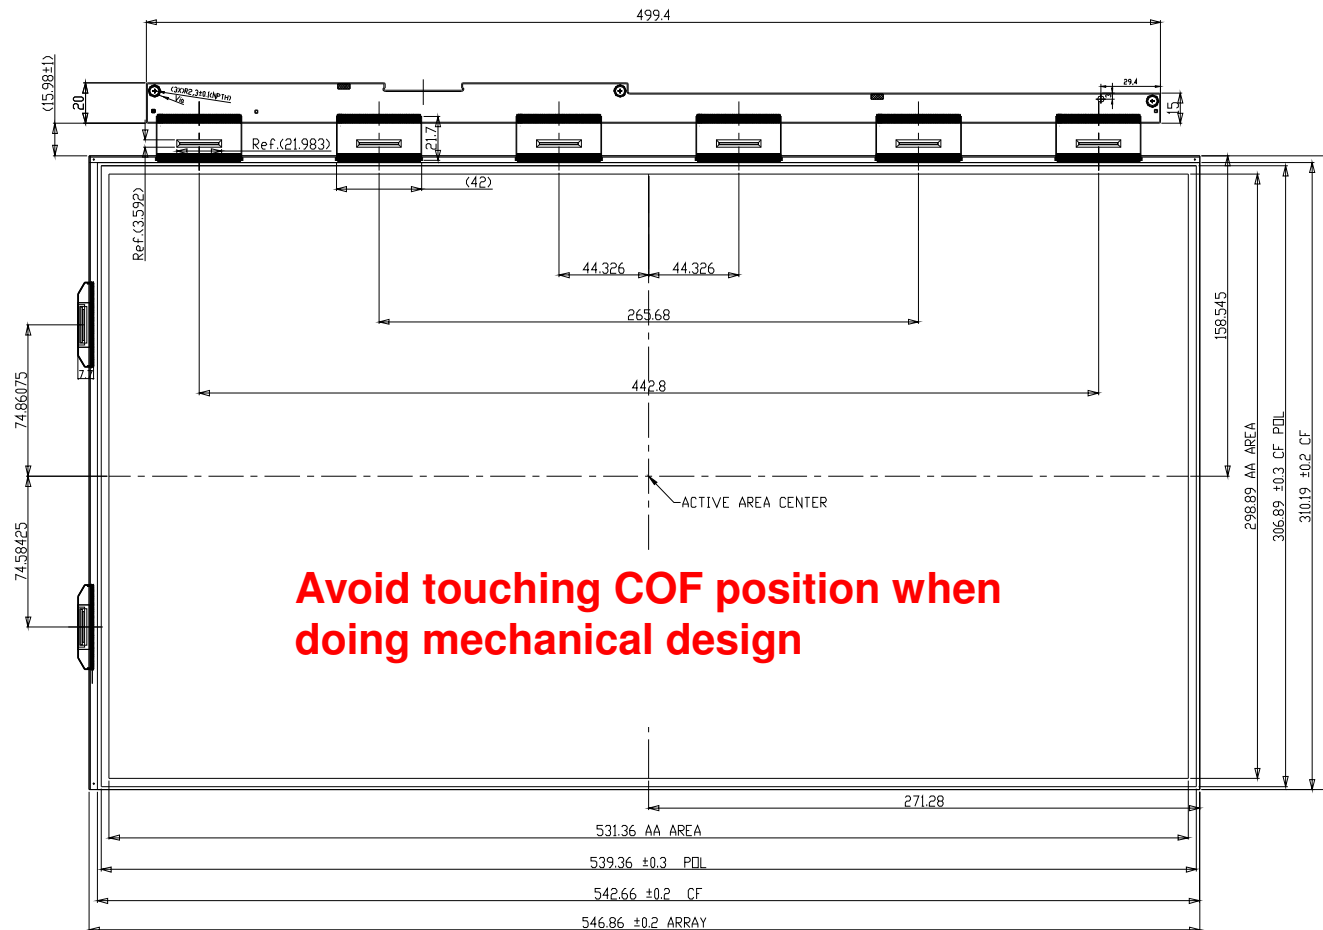 499.4
(15.98±1)
20
(3X)R2.3±0.1(NPTH)
29.4
3
15
Ref.(21.983)
21.7
(42)
Ref.(3.592)
44.326
44.326
265.68
158.545
7.7
74.86075
442.8
298.89 AA AREA
306.89 ±0.3 CF POL
310.19 ±0.2 CF
ACTIVE AREA CENTER
74.58425
Avoid touching COF position when
doing mechanical design
271.28
531.36 AA AREA
539.36 ±0.3 POL
542.66 ±0.2 CF
546.86 ±0.2 ARRAY